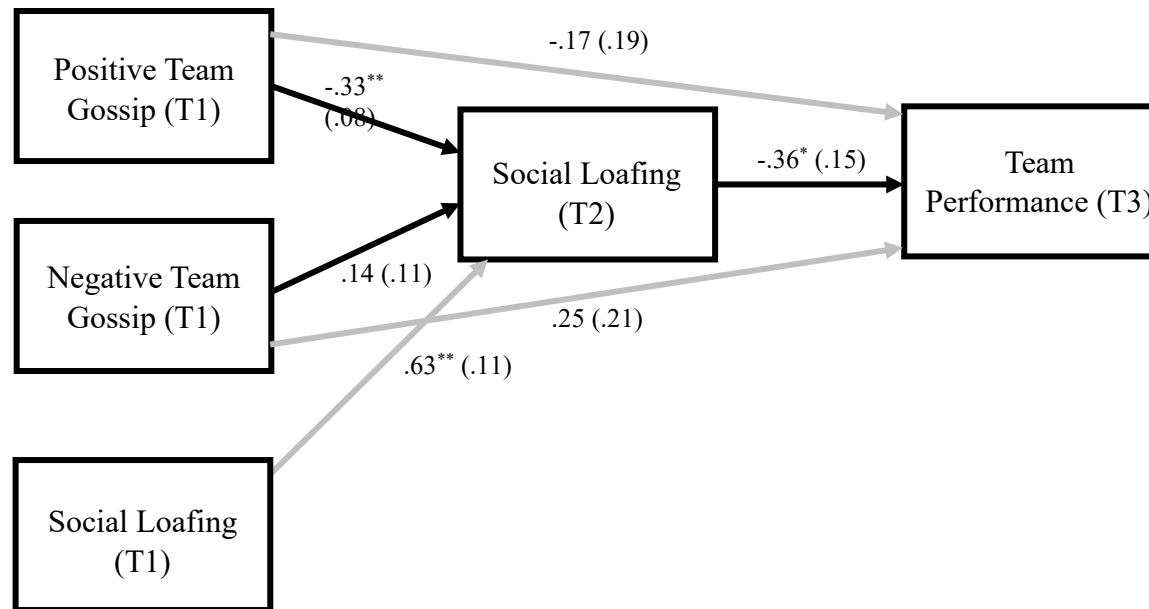 Positive Team
Gossip (T1)
-.17 (.19)
-.33**
(.08)
Social Loafing
(T2)
-.36* (.15)
Team
Performance (T3)
Negative Team
Gossip (T1)
.14 (.11)
.25 (.21)
.63** (.11)
Social Loafing
(T1)